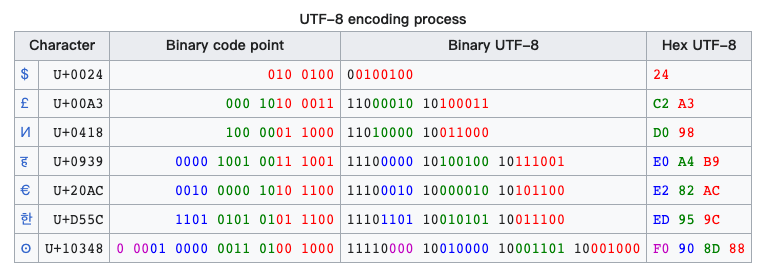 UTF-8 encoding process
Character Binary code point Binary UTF-8 Hex UTF-8
$ U+0024 010 0100 00100100 24
£ U+00A3 000 1010 0011 11000010 10100011 C2 A3
И U+0418 100 0001 1000 11010000 10011000 D0 98
ह U+0939 0000 1001 0011 1001 11100000 10100100 10111001 E0 A4 B9
€ U+20AC 0010 0000 1010 1100 11100010 10000010 10101100 E2 82 AC
한 U+D55C 1101 0101 0101 1100 11101101 10010101 10011100 ED 95 9C
𐍈 U+10348 0 0001 0000 0011 0100 1000 11110000 10010000 10001101 10001000 F0 90 8D 88